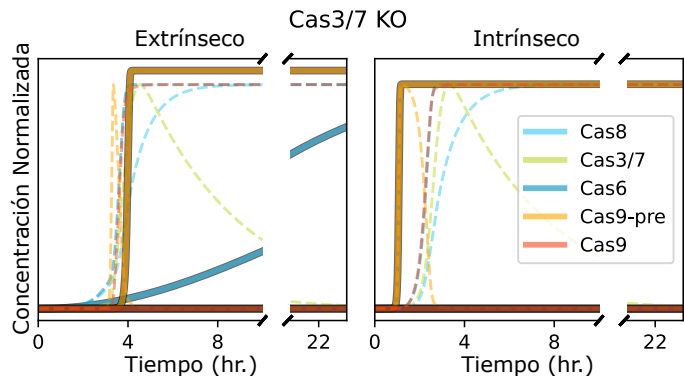 Cas3/7 KO
Extrínseco
Intrínseco
Concentración Normalizada
Cas8
Cas3/7
Cas6
Cas9-pre
Cas9
0 4 8 22
0 4 8 22
Tiempo (hr.)
Tiempo (hr.)